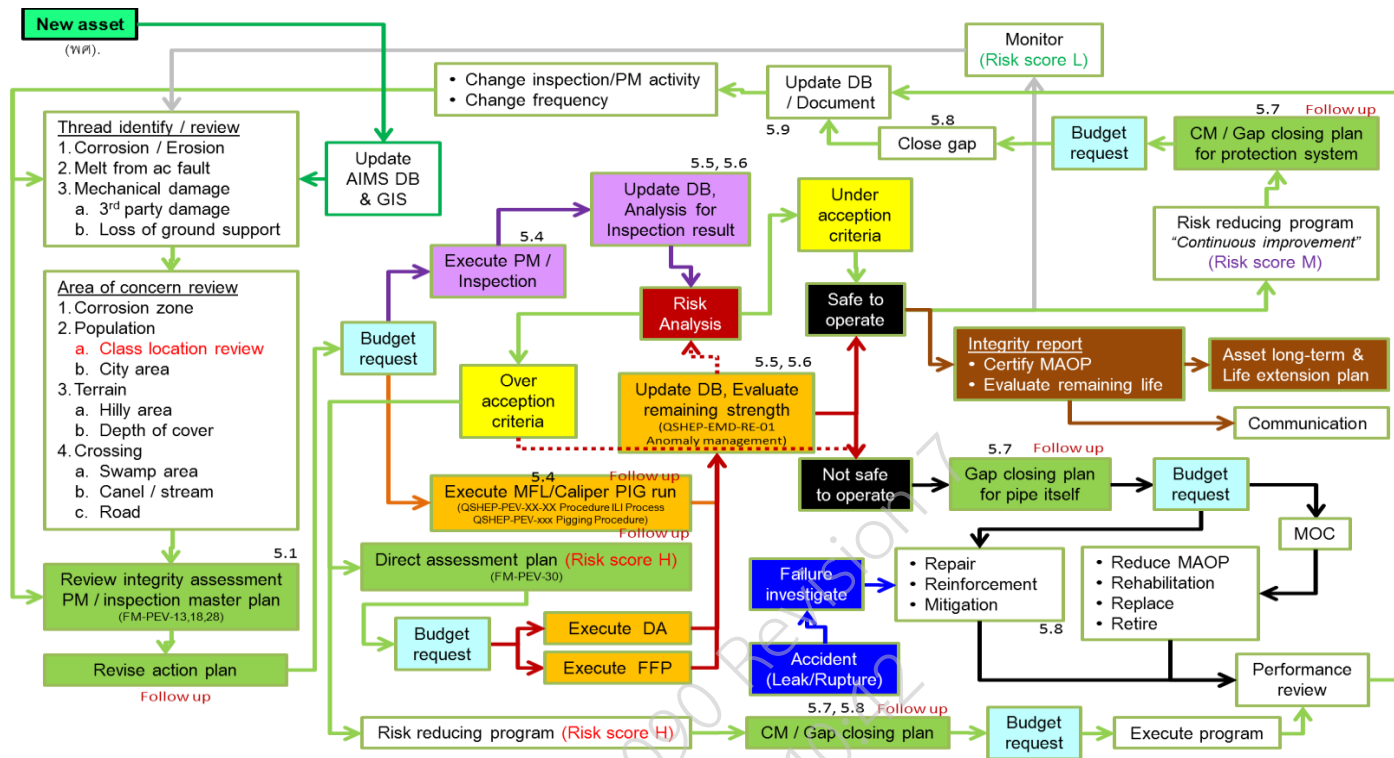 New asset
(พศ).
Monitor
(Risk score L)
• Change inspection/PM activity
• Change frequency
Update DB
/ Document
5.9
5.8
Close gap
Budget
request
5.7
Follow up
CM / Gap closing plan
for protection system
Thread identify / review
1. Corrosion / Erosion
2. Melt from ac fault
3. Mechanical damage
a. 3rd party damage
b. Loss of ground support
Update
AIMS DB
& GIS
5.5, 5.6
Update DB,
Analysis for
Inspection result
Under
acception
criteria
Risk reducing program
“Continuous improvement”
(Risk score M)
5.4
Execute PM /
Inspection
Area of concern review
1. Corrosion zone
2. Population
a. Class location review
b. City area
3. Terrain
a. Hilly area
b. Depth of cover
4. Crossing
a. Swamp area
b. Canel / stream
c. Road
Budget
request
Risk
Analysis
Safe to
operate
Integrity report
• Certify MAOP
• Evaluate remaining life
Asset long-term &
Life extension plan
Communication
Over
acception
criteria
5.5, 5.6
Update DB, Evaluate
remaining strength
(QSHEP-EMD-RE-01
Anomaly management)
Not safe
to operate
5.7
Follow up
Gap closing plan
for pipe itself
Budget
request
MOC
5.4
Follow up
Execute MFL/Caliper PIG run
(QSHEP-PEV-XX-XX Procedure ILI Process
QSHEP-PEV-xxx Pigging Procedure)
Follow up
Direct assessment plan (Risk score H)
(FM-PEV-30)
Failure
investigate
• Repair
• Reinforcement
• Mitigation
5.8
• Reduce MAOP
• Rehabilitation
• Replace
• Retire
5.1
Review integrity assessment
PM / inspection master plan
(FM-PEV-13,18,28)
Budget
request
Execute DA
Execute FFP
Accident
(Leak/Rupture)
Revise action plan
Follow up
Performance
review
Risk reducing program (Risk score H)
5.7, 5.8
Follow up
CM / Gap closing plan
Budget
request
Execute program
090 Revision 7
0:42